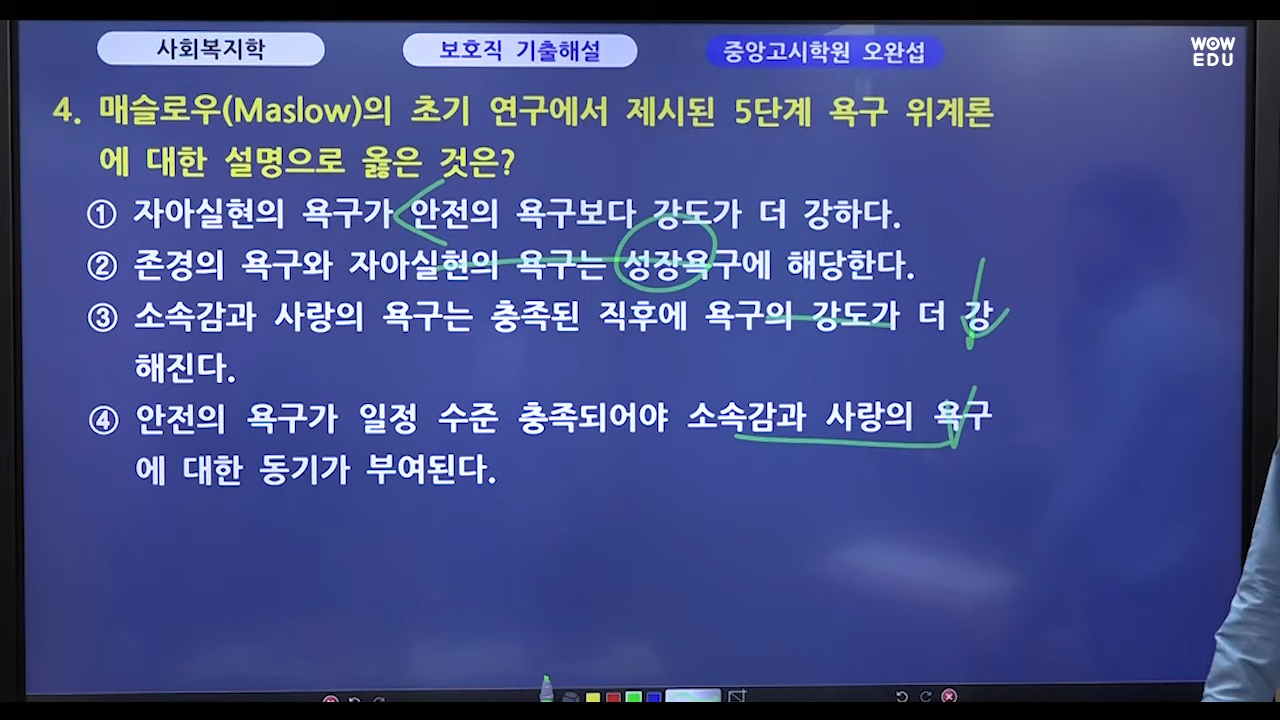 사회복지학
보호직 기출해설
중앙고시학원 오완섭
WOW
EDU
4. 매슬로우(Maslow)의 초기 연구에서 제시된 5단계 욕구 위계론
에 대한 설명으로 옳은 것은?
① 자아실현의 욕구가 안전의 욕구보다 강도가 더 강하다.
② 존경의 욕구와 자아실현의 욕구는 성장욕구에 해당한다.
③ 소속감과 사랑의 욕구는 충족된 직후에 욕구의 강도가 더 강
해진다.
④ 안전의 욕구가 일정 수준 충족되어야 소속감과 사랑의 욕구
에 대한 동기가 부여된다.